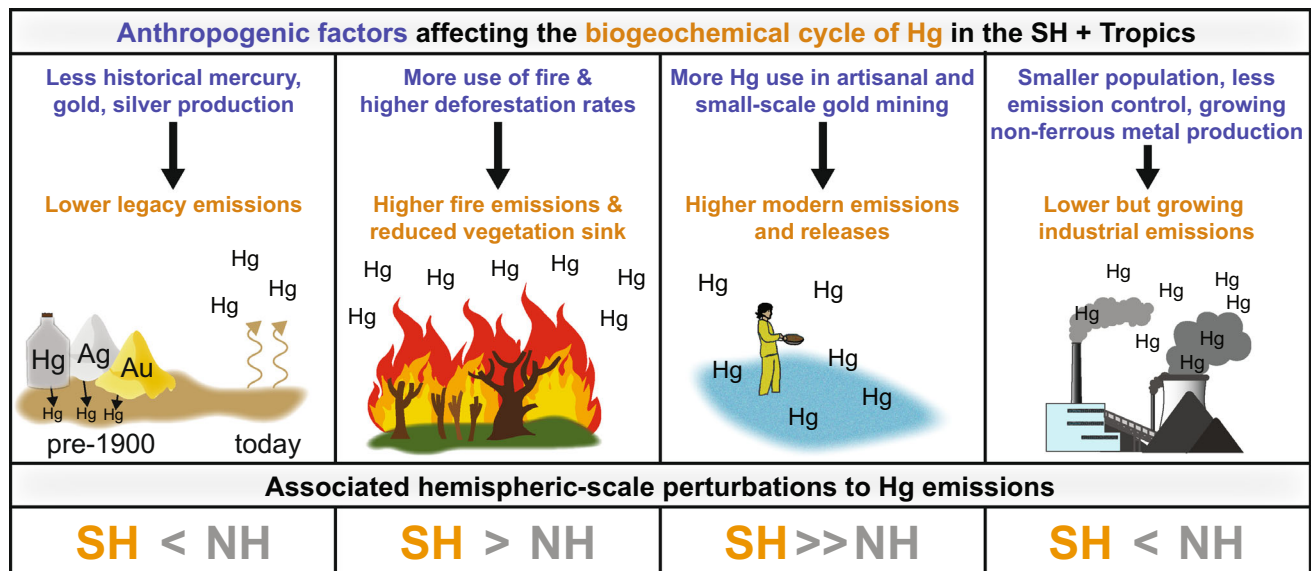 Anthropogenic factors affecting the biogeochemical cycle of Hg in the SH + Tropics
Less historical mercury,
gold, silver production
Lower legacy emissions
Hg
Hg
Hg
Hg
Ag
Au
Hg
Hg
Hg
pre-1900
today
More use of fire &
higher deforestation rates
Higher fire emissions &
reduced vegetation sink
Hg
Hg
Hg
Hg
Hg
Hg
Hg
Hg
More Hg use in artisanal and
small-scale gold mining
Higher modern emissions
and releases
Hg
Hg
Hg
Hg
Hg
Hg
Smaller population, less
emission control, growing
non-ferrous metal production
Lower but growing
industrial emissions
Hg
Hg
Hg
Hg
Hg
Hg
Hg
Hg
Associated hemispheric-scale perturbations to Hg emissions
SH < NH
SH > NH
SH >> NH
SH < NH